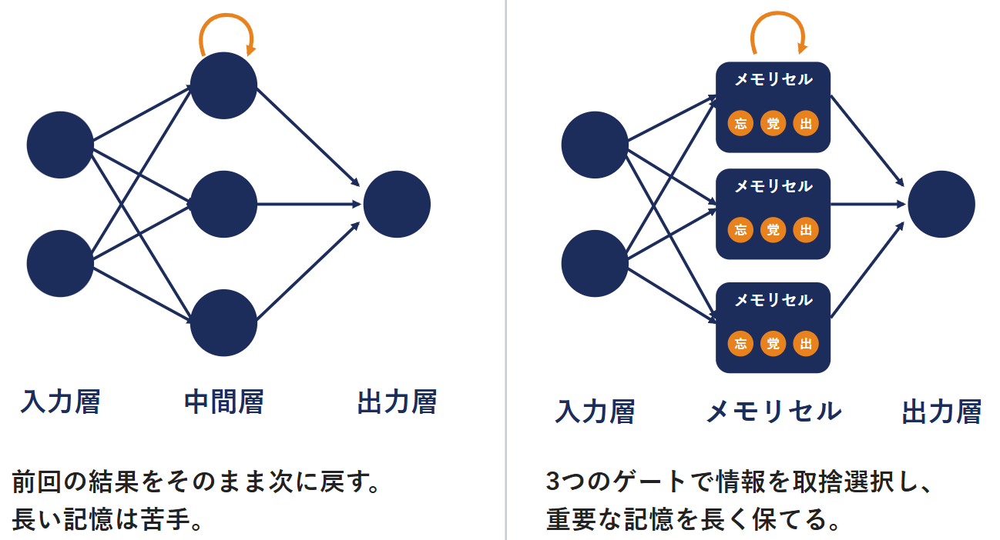 入力層
中間層
出力層
前回の結果をそのまま次に戻す。
長い記憶は苦手。
メモリセル
忘 覚 出
メモリセル
忘 覚 出
メモリセル
忘 覚 出
入力層
メモリセル
出力層
3つのゲートで情報を取捨選択し、
重要な記憶を長く保てる。